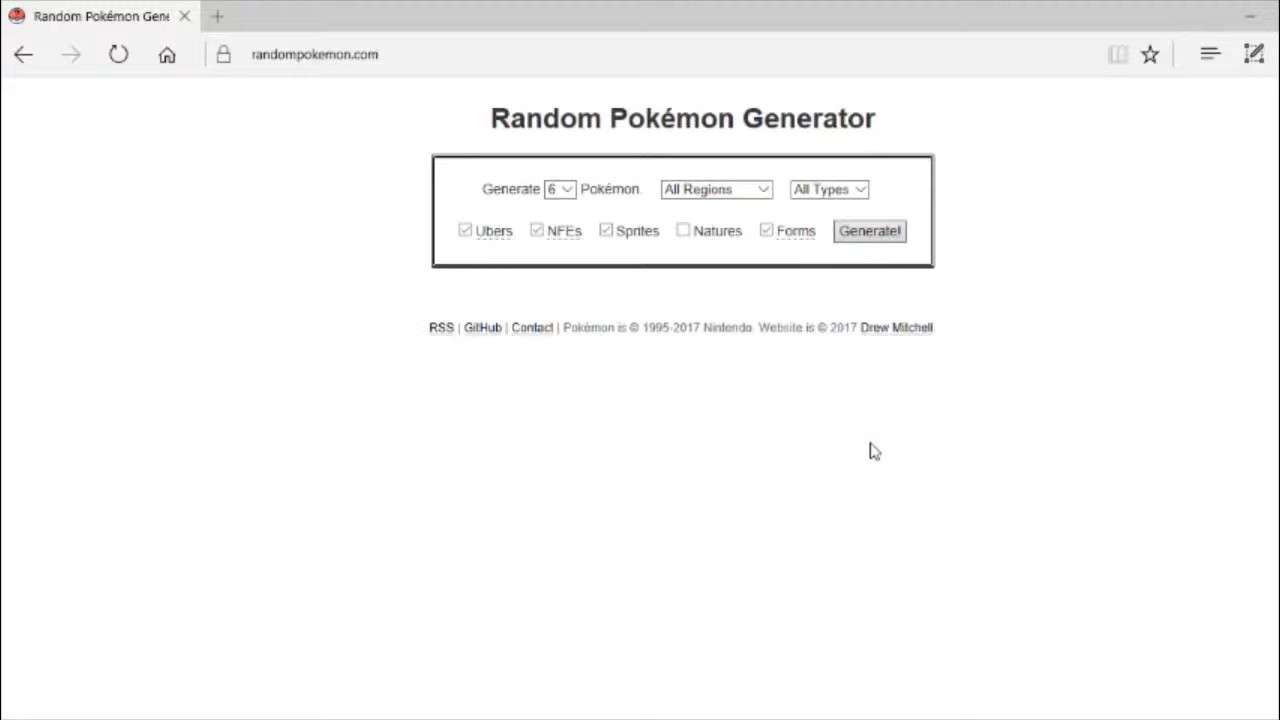 Random Pokémon Gene
randompokemon.com
Random Pokémon Generator
Generate 6 Pokémon All Regions All Types
Ubers NFEs Sprites Natures Forms Generate!
RSS | GitHub | Contact | Pokémon is © 1995-2017 Nintendo. Website is © 2017 Drew Mitchell